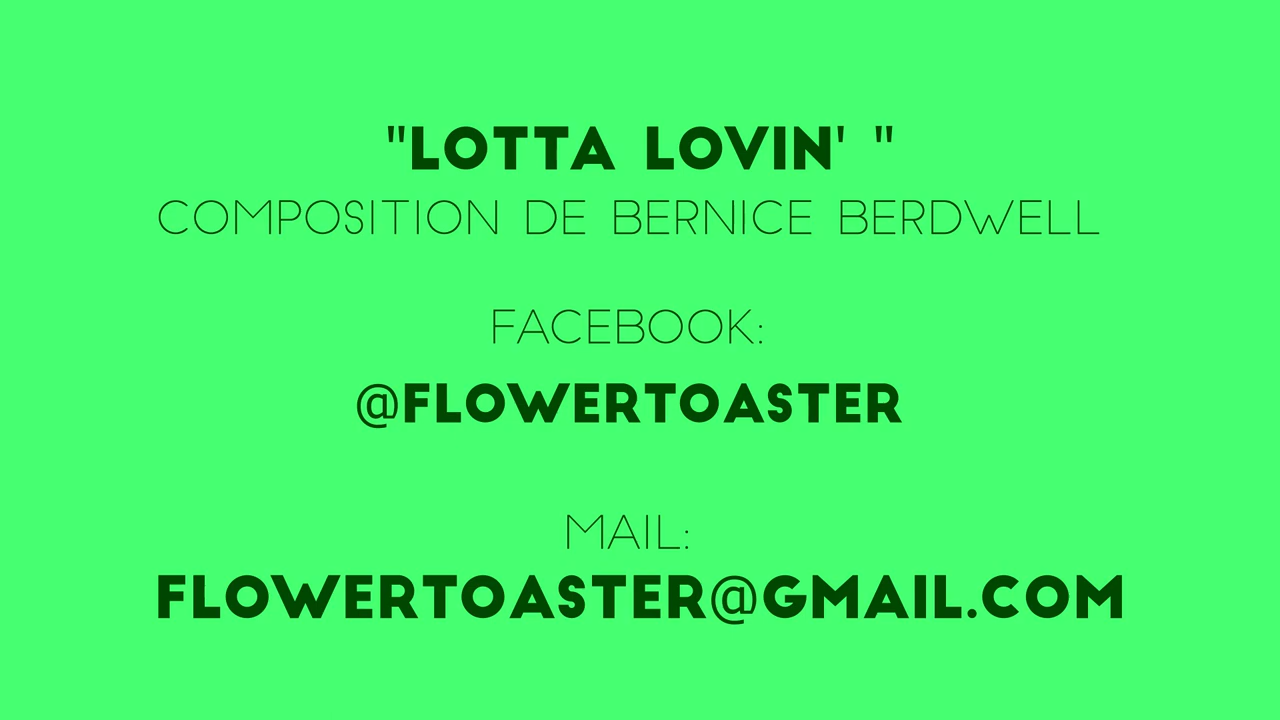 "LOTTA LOVIN' "
COMPOSITION DE BERNICE BERDWELL
FACEBOOK:
@FLOWERTOASTER
MAIL:
FLOWERTOASTER@GMAIL.COM